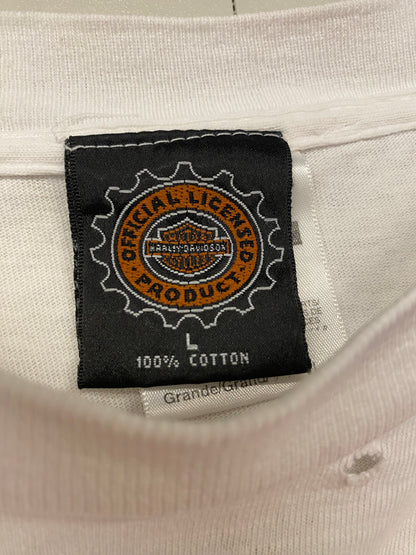 OFFICIAL LICENSED
HARLEY-DAVIDSON
PRODUCT
L
100% COTTON
Grande/Grand/